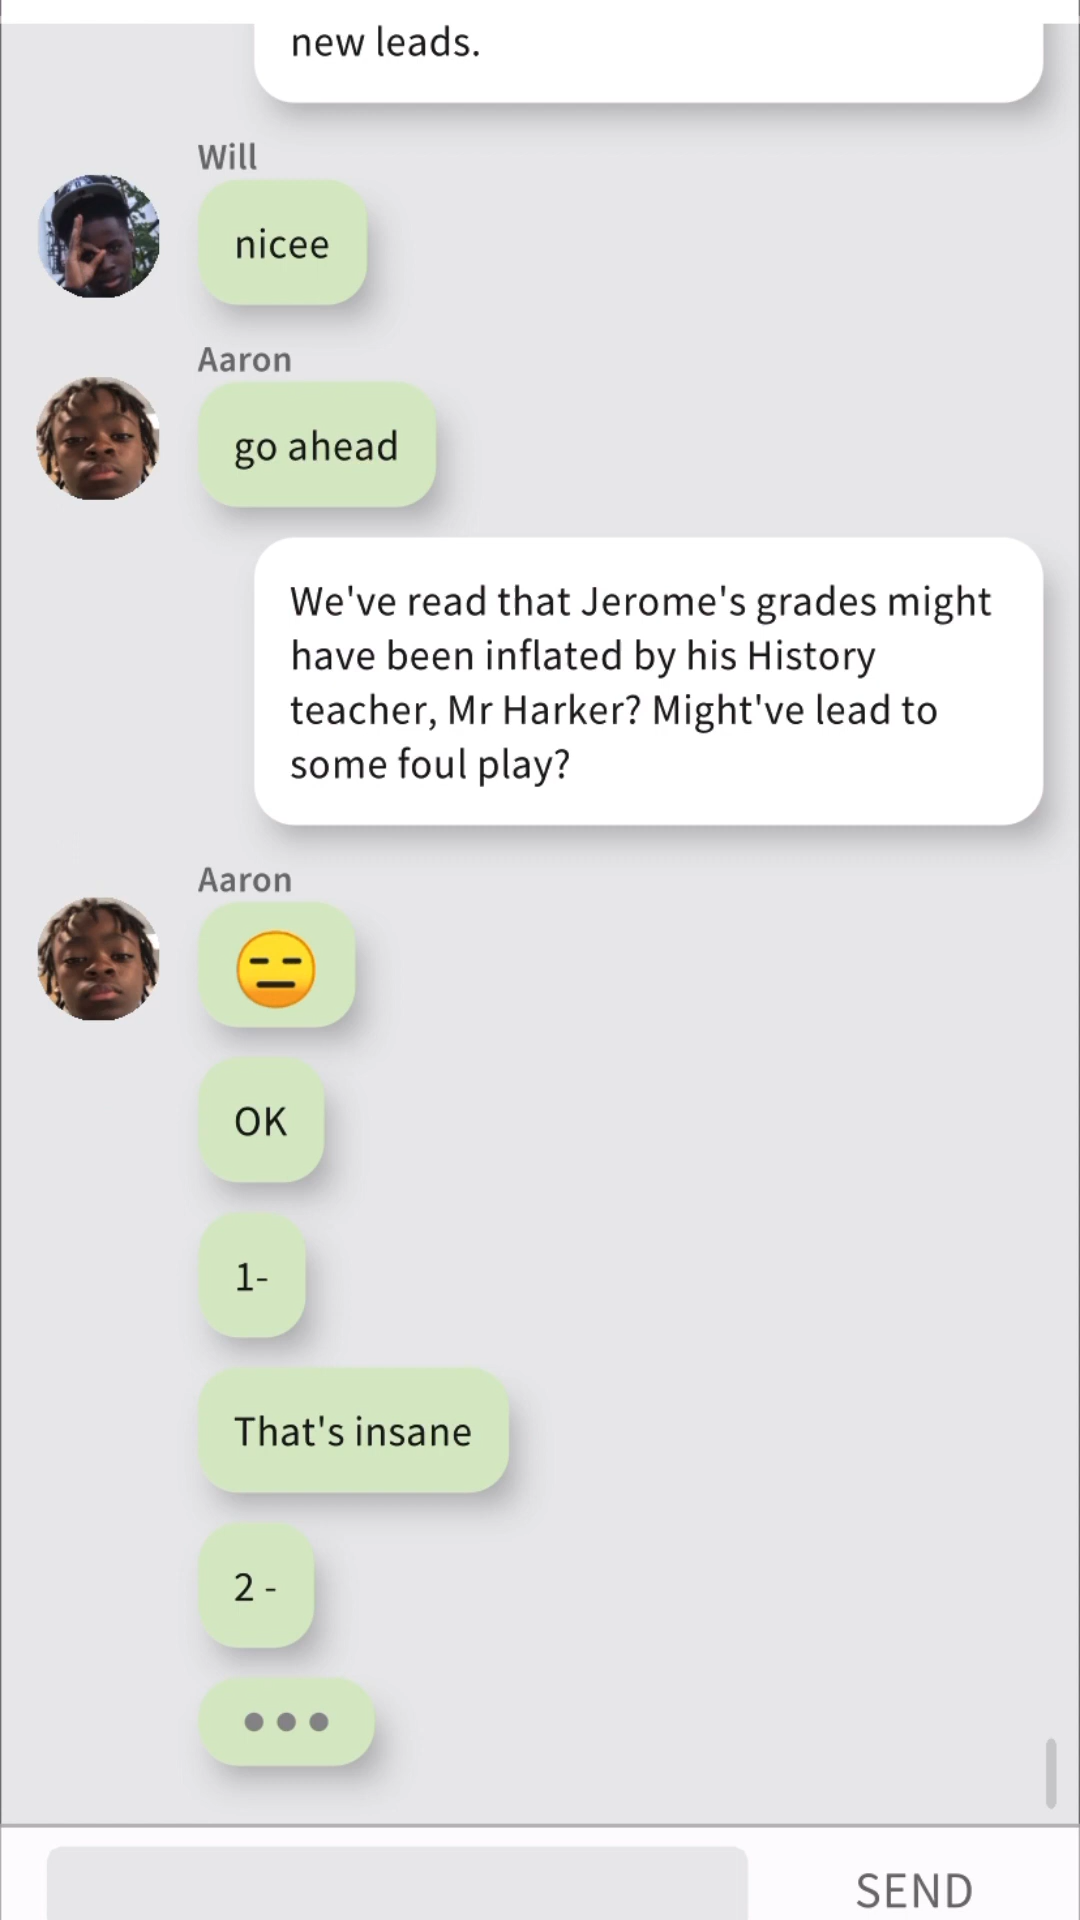 new leads.
Will
nicee
Aaron
go ahead
We've read that Jerome's grades might
have been inflated by his History
teacher, Mr Harker? Might've lead to
some foul play?
Aaron
😑
OK
1-
That's insane
2 -
SEND